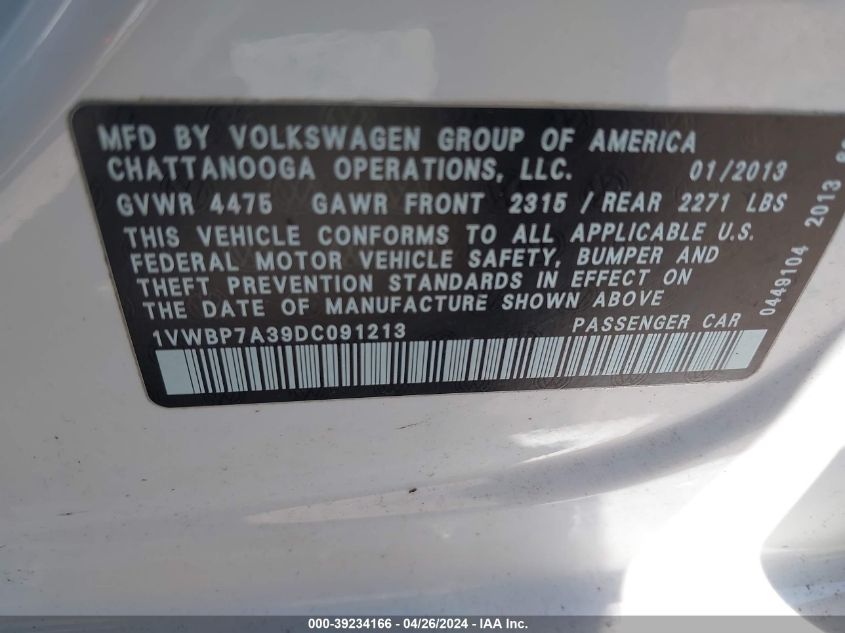 MFD BY VOLKSWAGEN GROUP OF AMERICA
CHATTANOOGA OPERATIONS, LLC. 01/2013
GVWR 4475 GAWR FRONT 2315 / REAR 2271 LBS
THIS VEHICLE CONFORMS TO ALL APPLICABLE U.S.
FEDERAL MOTOR VEHICLE SAFETY, BUMPER AND
THEFT PREVENTION STANDARDS IN EFFECT ON
THE DATE OF MANUFACTURE SHOWN ABOVE
1VWBP7A39DC091213 PASSENGER CAR
0449104 2013
000-39234166 - 04/26/2024 - IAA Inc.